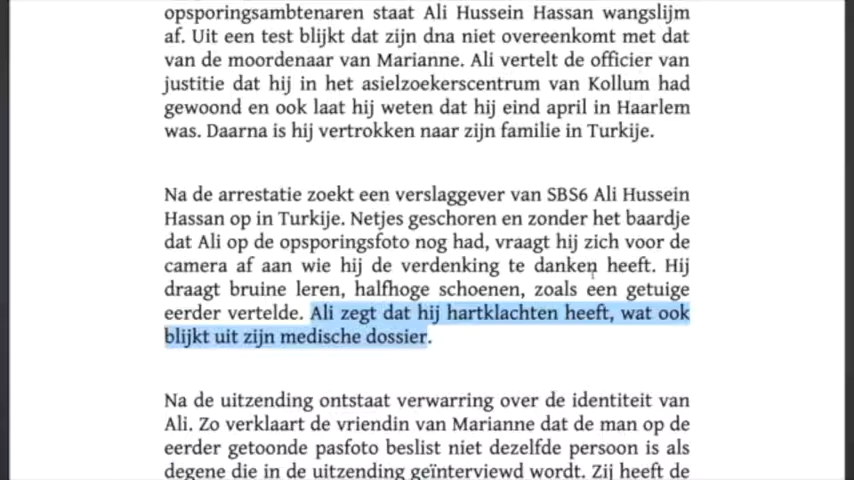 opsporingsambtenaren staat Ali Hussein Hassan wangslijm
af. Uit een test blijkt dat zijn dna niet overeenkomt met dat
van de moordenaar van Marianne. Ali vertelt de officier van
justitie dat hij in het asielzoekerscentrum van Kollum had
gewoond en ook laat hij weten dat hij eind april in Haarlem
was. Daarna is hij vertrokken naar zijn familie in Turkije.
Na de arrestatie zoekt een verslaggever van SBS6 Ali Hussein
Hassan op in Turkije. Netjes geschoren en zonder het baardje
dat Ali op de opsporingsfoto nog had, vraagt hij zich voor de
camera af aan wie hij de verdenking te danken heeft. Hij
draagt bruine leren, halfhoge schoenen, zoals een getuige
eerder vertelde. Ali zegt dat hij hartklachten heeft, wat ook
blijkt uit zijn medische dossier.
Na de uitzending ontstaat verwarring over de identiteit van
Ali. Zo verklaart de vriendin van Marianne dat de man op de
eerder getoonde pasfoto beslist niet dezelfde persoon is als
degene die in de uitzending geïnterviewd wordt. Zij heeft de